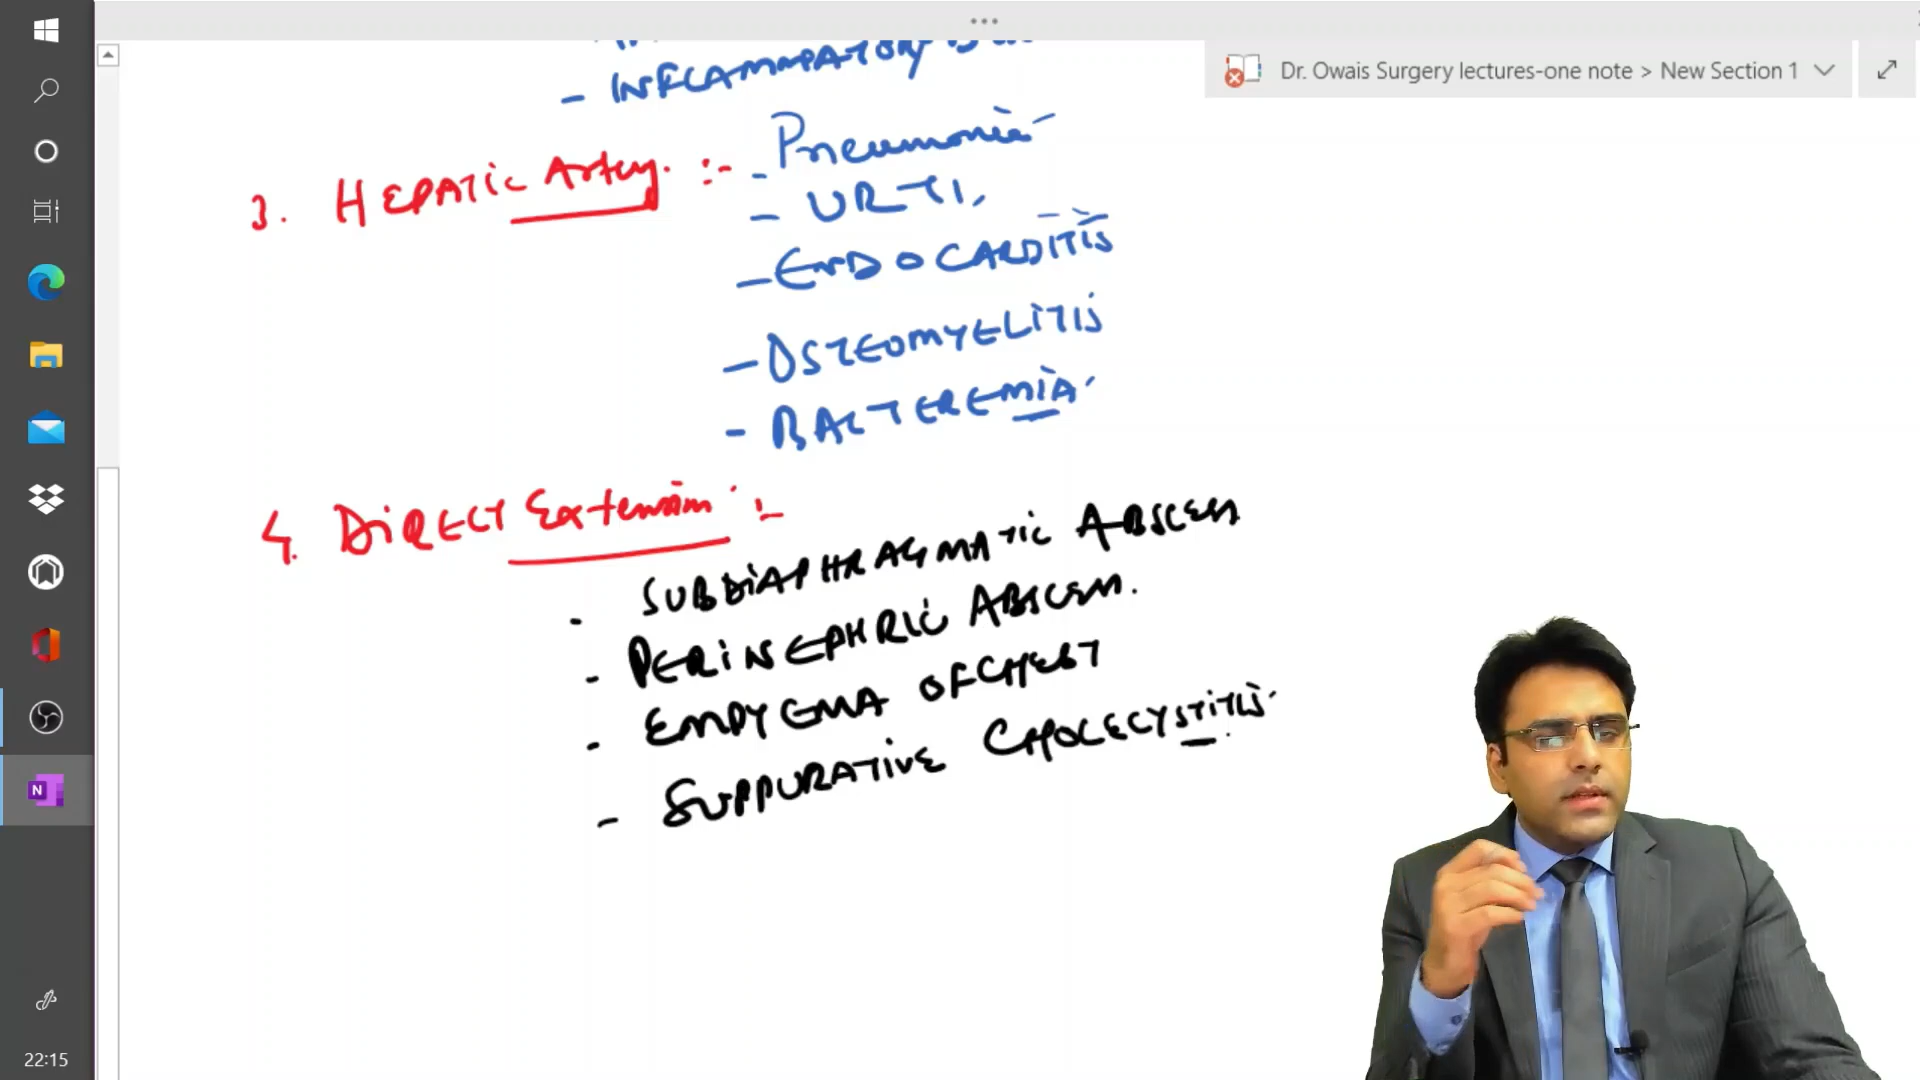 Dr. Owais Surgery lectures-one note > New Section 1
- INFLAMMATORY
3. HEPATIC Artery :-
- Pneumonia
- URTI,
- ENDOCARDITIS
- OSTEOMYELITIS
- BACTEREMIA
4. DIRECT Extension :-
- SUBDIAPHRAGMATIC ABSCESS
- PERINEPHRIC ABSCESS.
- EMPYEMA OF CHEST
- SUPPURATIVE CHOLECYSTITIS
N
22:15